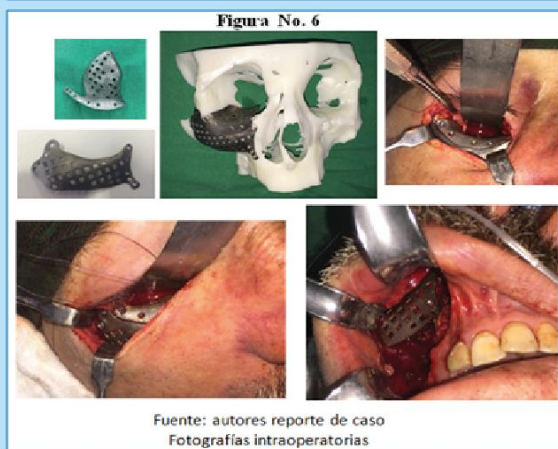 Figura No. 6
Fuente: autores reporte de caso
Fotografías intraoperatorias